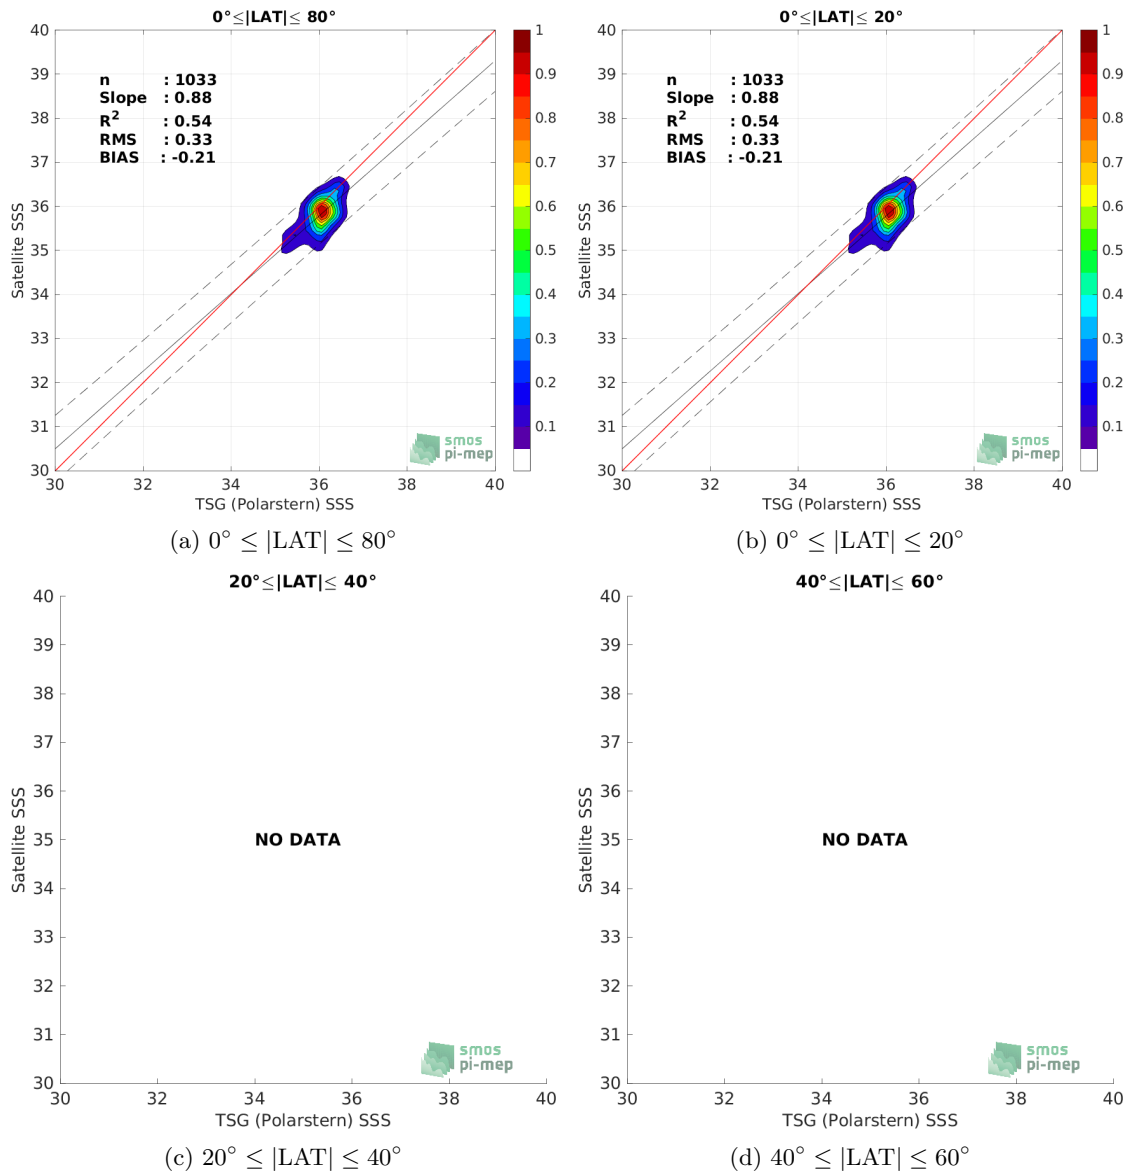 0°≤|LAT|≤ 80°
40
39
38
37
36
35
34
33
32
31
30
Satellite SSS
n : 1033
Slope : 0.88
R² : 0.54
RMS : 0.33
BIAS : -0.21
smos
pi-mep
30 32 34 36 38 40
TSG (Polarstern) SSS
1
0.9
0.8
0.7
0.6
0.5
0.4
0.3
0.2
0.1
(a) 0° ≤ |LAT| ≤ 80°
0°≤|LAT|≤ 20°
40
39
38
37
36
35
34
33
32
31
30
Satellite SSS
n : 1033
Slope : 0.88
R² : 0.54
RMS : 0.33
BIAS : -0.21
smos
pi-mep
30 32 34 36 38 40
TSG (Polarstern) SSS
1
0.9
0.8
0.7
0.6
0.5
0.4
0.3
0.2
0.1
(b) 0° ≤ |LAT| ≤ 20°
20°≤|LAT|≤ 40°
40
39
38
37
36
35
34
33
32
31
30
Satellite SSS
NO DATA
smos
pi-mep
30 32 34 36 38 40
TSG (Polarstern) SSS
(c) 20° ≤ |LAT| ≤ 40°
40°≤|LAT|≤ 60°
40
39
38
37
36
35
34
33
32
31
30
Satellite SSS
NO DATA
smos
pi-mep
30 32 34 36 38 40
TSG (Polarstern) SSS
(d) 40° ≤ |LAT| ≤ 60°